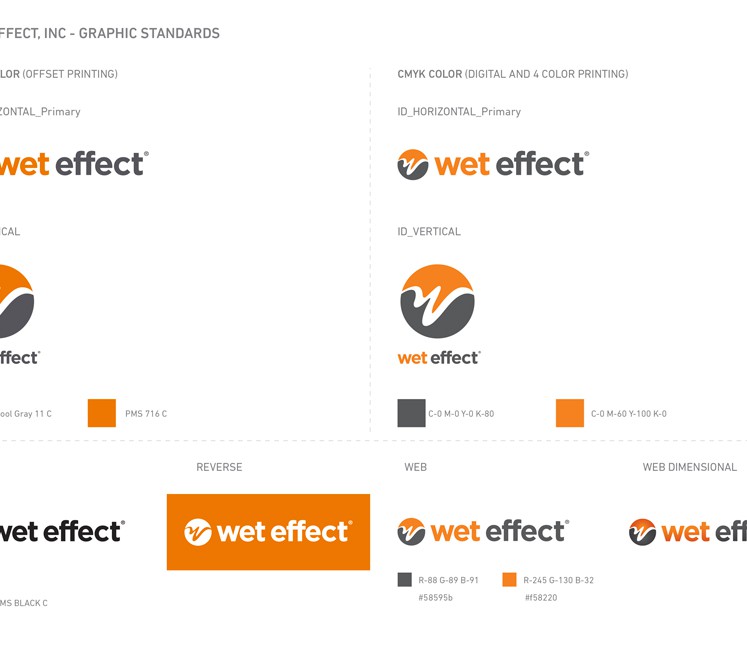 FFECT, INC - GRAPHIC STANDARDS
LOR (OFFSET PRINTING)
ZONTAL_Primary
wet effect®
ICAL
ffect®
ool Gray 11 C
PMS 716 C
CMYK COLOR (DIGITAL AND 4 COLOR PRINTING)
ID_HORIZONTAL_Primary
wet effect®
ID_VERTICAL
wet effect®
C-0 M-0 Y-0 K-80
C-0 M-60 Y-100 K-0
wet effect®
MS BLACK C
REVERSE
wet effect®
WEB
wet effect®
R-88 G-89 B-91
#58595b
R-245 G-130 B-32
#f58220
WEB DIMENSIONAL
wet eff